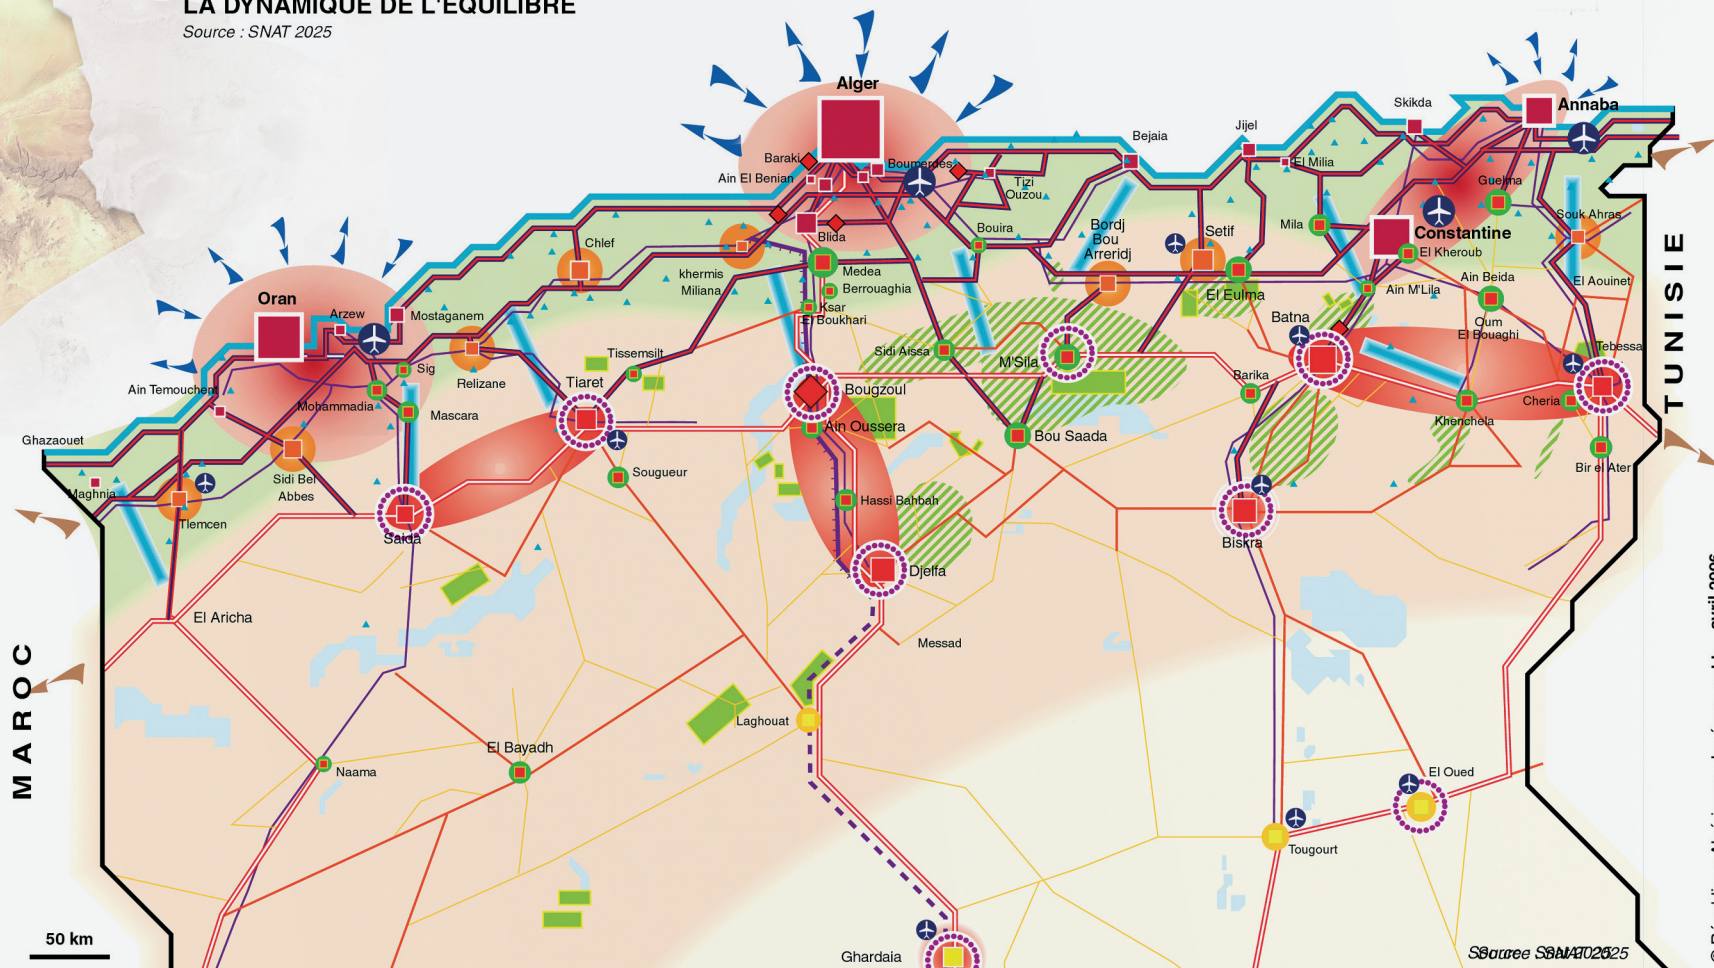 LA DYNAMIQUE DE L'EQUILIBRE
Source : SNAT 2025
Alger
Annaba
Skikda
Jijel
Bejaia
Baraki
Boumerdes
El Milia
Ain El Benian
Tizi
Ouzou
Guelma
Souk Ahras
Bordj
Bou
Arreridj
Setif
Mila
Constantine
Bouira
Blida
Chlef
El Kheroub
khermis
Miliana
Medea
Berrouaghia
Ain Beida
El Aouinet
Ain M'Lila
El Eulma
Oran
Arzew
Mostaganem
Ksar
El Boukhari
Batna
Oum
El Bouaghi
Tebessa
Sidi Aissa
M'Sila
Tissemsilt
Sig
Relizane
Tiaret
Barika
Ain Temouchent
Mohammadia
Mascara
Bougzoul
Ain Oussera
Khenchela
Cheria
Ghazaouet
Bou Saada
Bir el Ater
Sidi Bel
Abbes
Sougueur
Maghnia
Hassi Bahbah
Tlemcen
Saida
Biskra
Djelfa
El Aricha
Messad
Laghouat
El Bayadh
Naama
El Oued
Tougourt
Ghardaia
MAROC
TUNISIE
50 km
Source : SNAT 2025